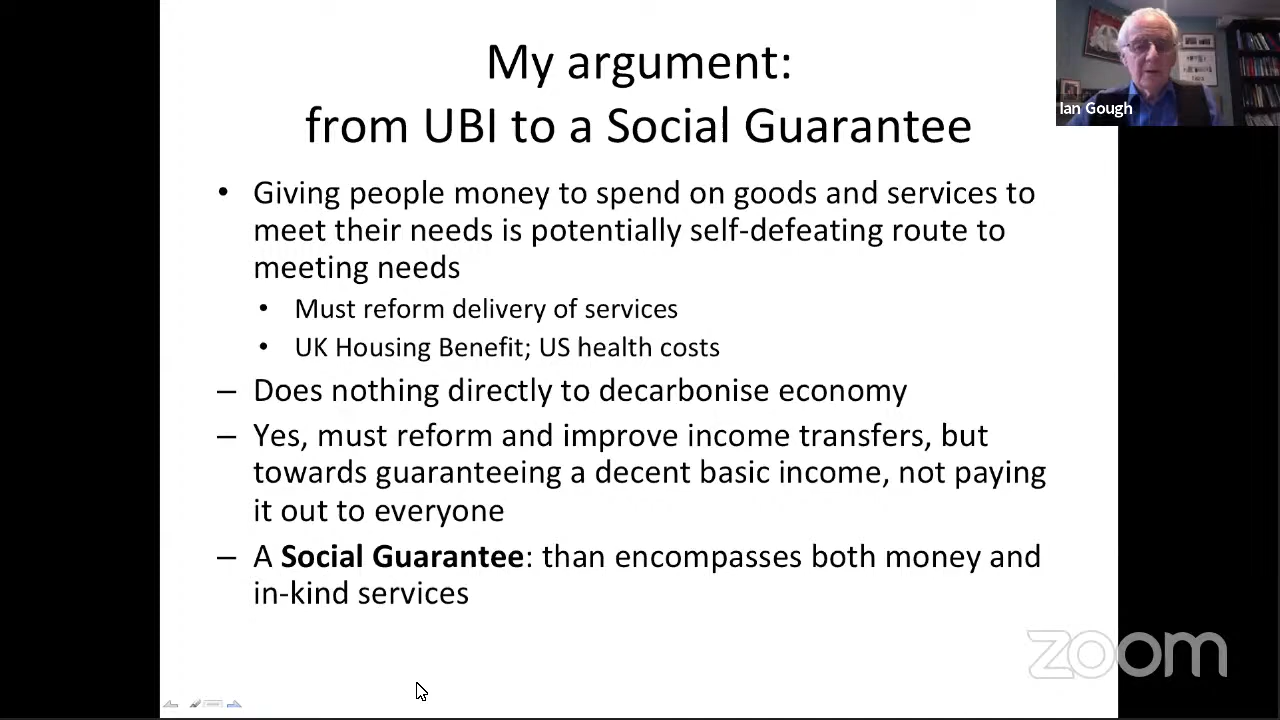 My argument:
from UBI to a Social Guarantee
Ian Gough
• Giving people money to spend on goods and services to
meet their needs is potentially self-defeating route to
meeting needs
• Must reform delivery of services
• UK Housing Benefit; US health costs
– Does nothing directly to decarbonise economy
– Yes, must reform and improve income transfers, but
towards guaranteeing a decent basic income, not paying
it out to everyone
– A Social Guarantee: than encompasses both money and
in-kind services
zoom